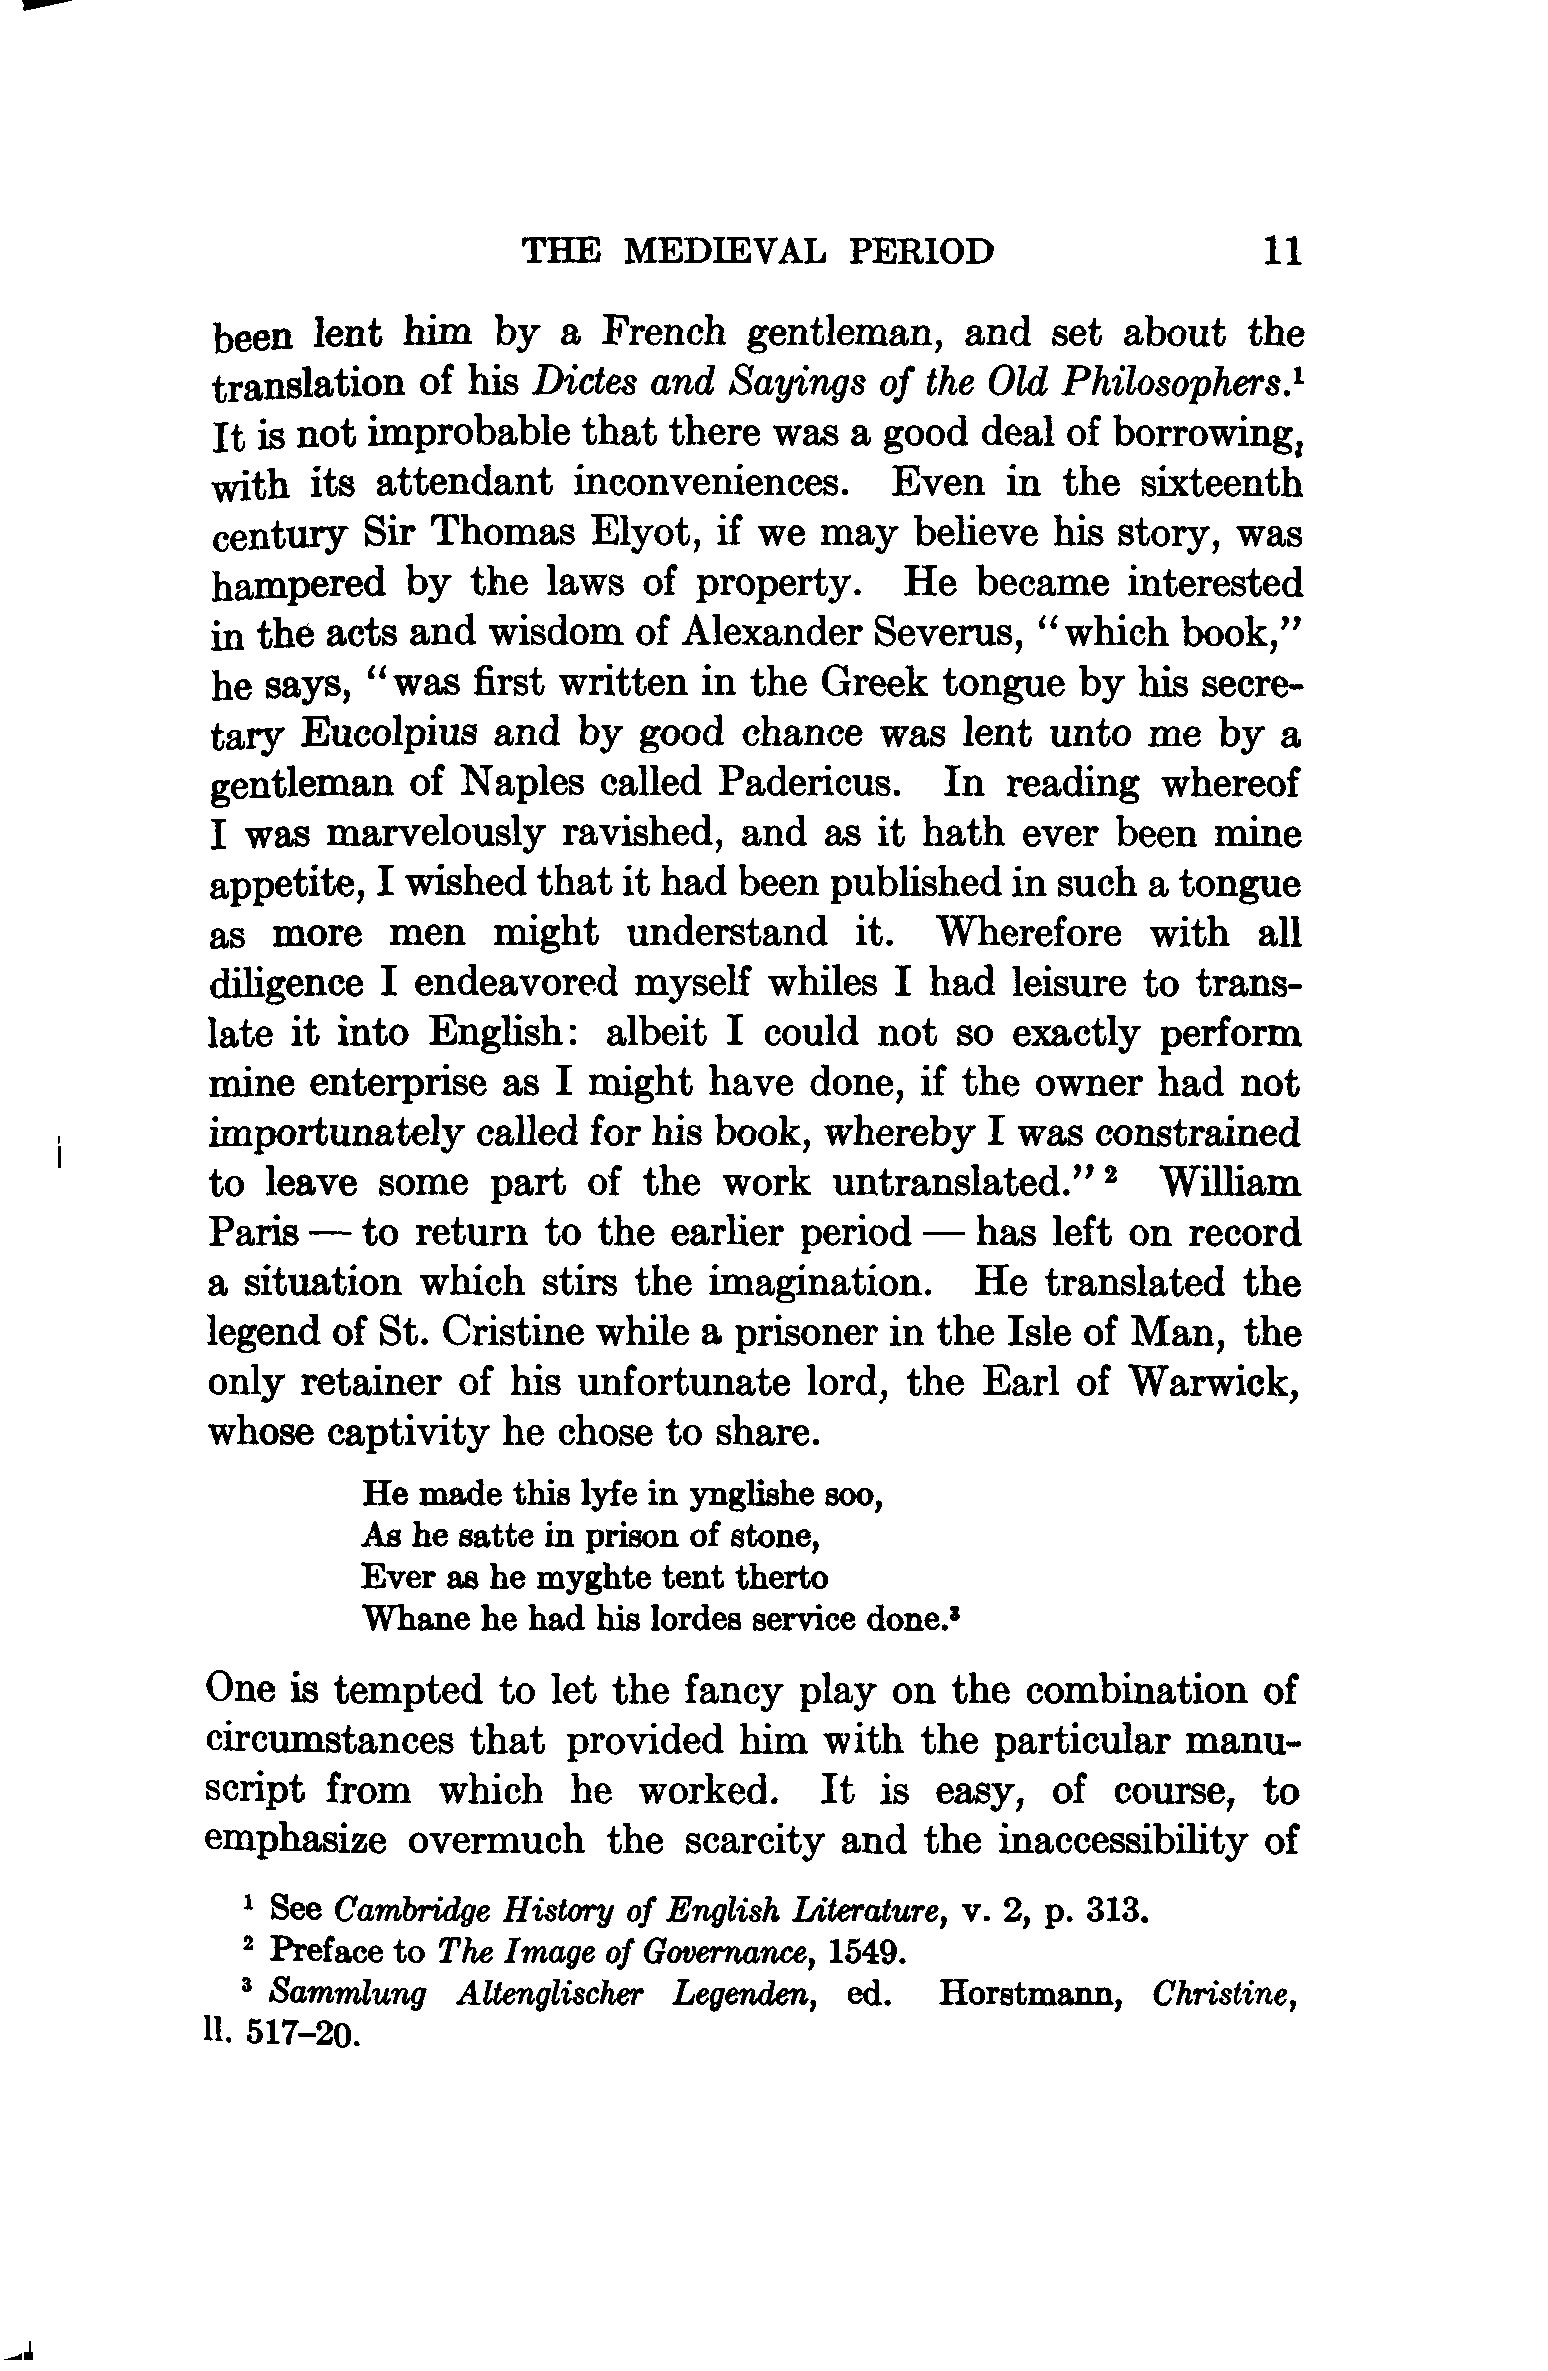 THE MEDIEVAL PERIOD 11
been lent him by a French gentleman, and set about the
translation of his Dictes and Sayings of the Old Philosophers.¹
It is not improbable that there was a good deal of borrowing,
with its attendant inconveniences. Even in the sixteenth
century Sir Thomas Elyot, if we may believe his story, was
hampered by the laws of property. He became interested
in the acts and wisdom of Alexander Severus, “which book,”
he says, “was first written in the Greek tongue by his secre-
tary Eucolpius and by good chance was lent unto me by a
gentleman of Naples called Padericus. In reading whereof
I was marvelously ravished, and as it hath ever been mine
appetite, I wished that it had been published in such a tongue
as more men might understand it. Wherefore with all
diligence I endeavored myself whiles I had leisure to trans-
late it into English: albeit I could not so exactly perform
mine enterprise as I might have done, if the owner had not
importunately called for his book, whereby I was constrained
to leave some part of the work untranslated.”² William
Paris — to return to the earlier period — has left on record
a situation which stirs the imagination. He translated the
legend of St. Cristine while a prisoner in the Isle of Man, the
only retainer of his unfortunate lord, the Earl of Warwick,
whose captivity he chose to share.
He made this lyfe in ynglishe soo,
As he satte in prison of stone,
Ever as he myghte tent therto
Whane he had his lordes service done.³
One is tempted to let the fancy play on the combination of
circumstances that provided him with the particular manu-
script from which he worked. It is easy, of course, to
emphasize overmuch the scarcity and the inaccessibility of
¹ See Cambridge History of English Literature, v. 2, p. 313.
² Preface to The Image of Governance, 1549.
³ Sammlung Altenglischer Legenden, ed. Horstmann, Christine,
ll. 517–20.